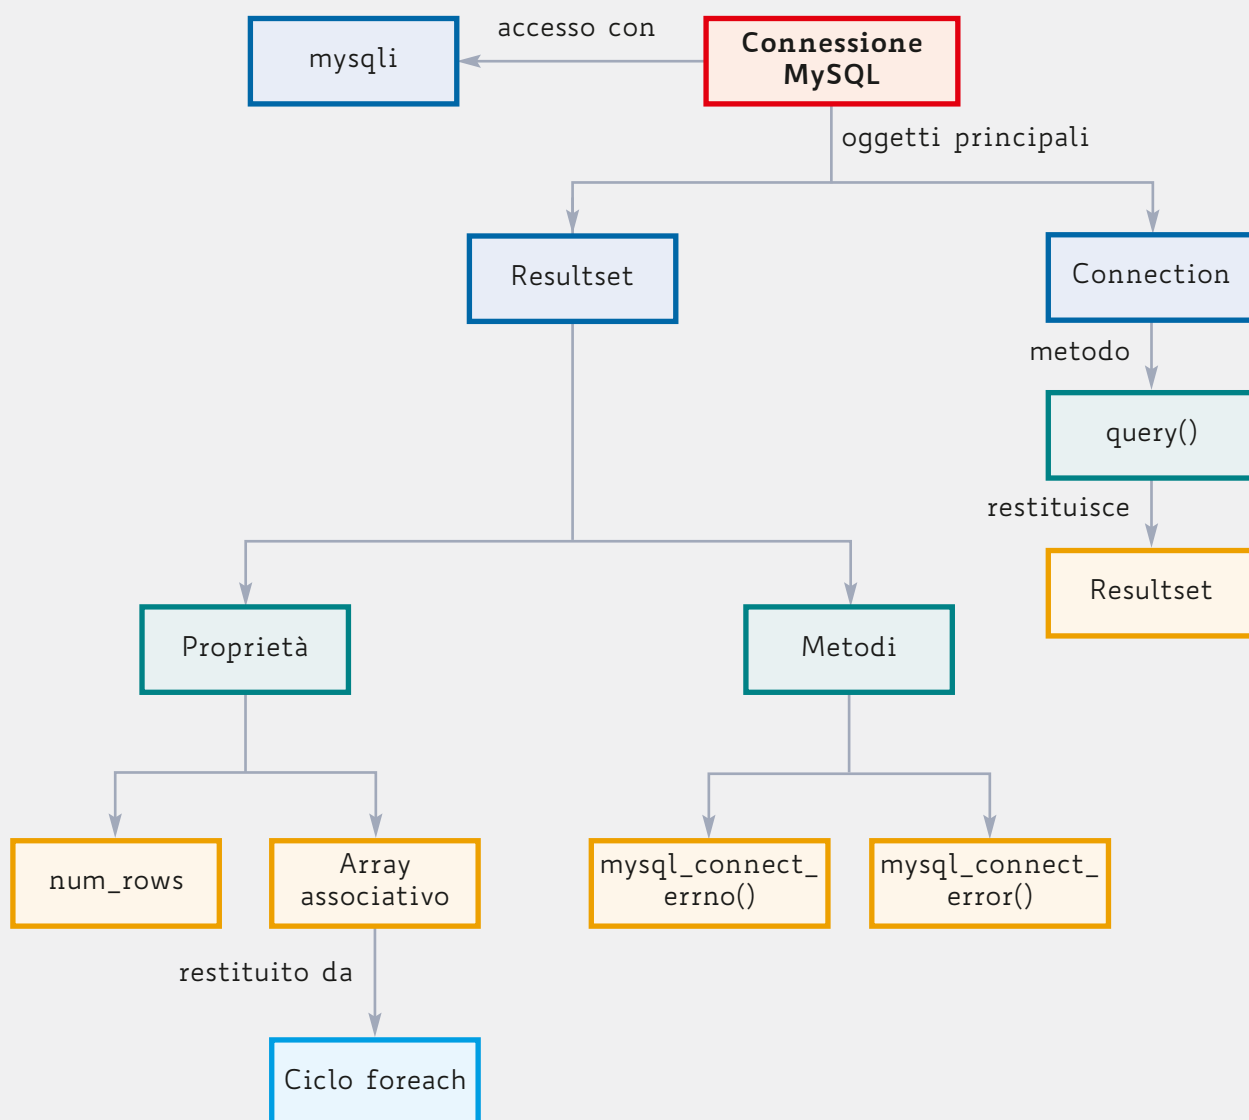 accesso con
mysqli
Connessione
MySQL
oggetti principali
Resultset
Connection
metodo
query()
restituisce
Resultset
Proprietà
Metodi
num_rows
Array
associativo
mysql_connect_
errno()
mysql_connect_
error()
restituito da
Ciclo foreach